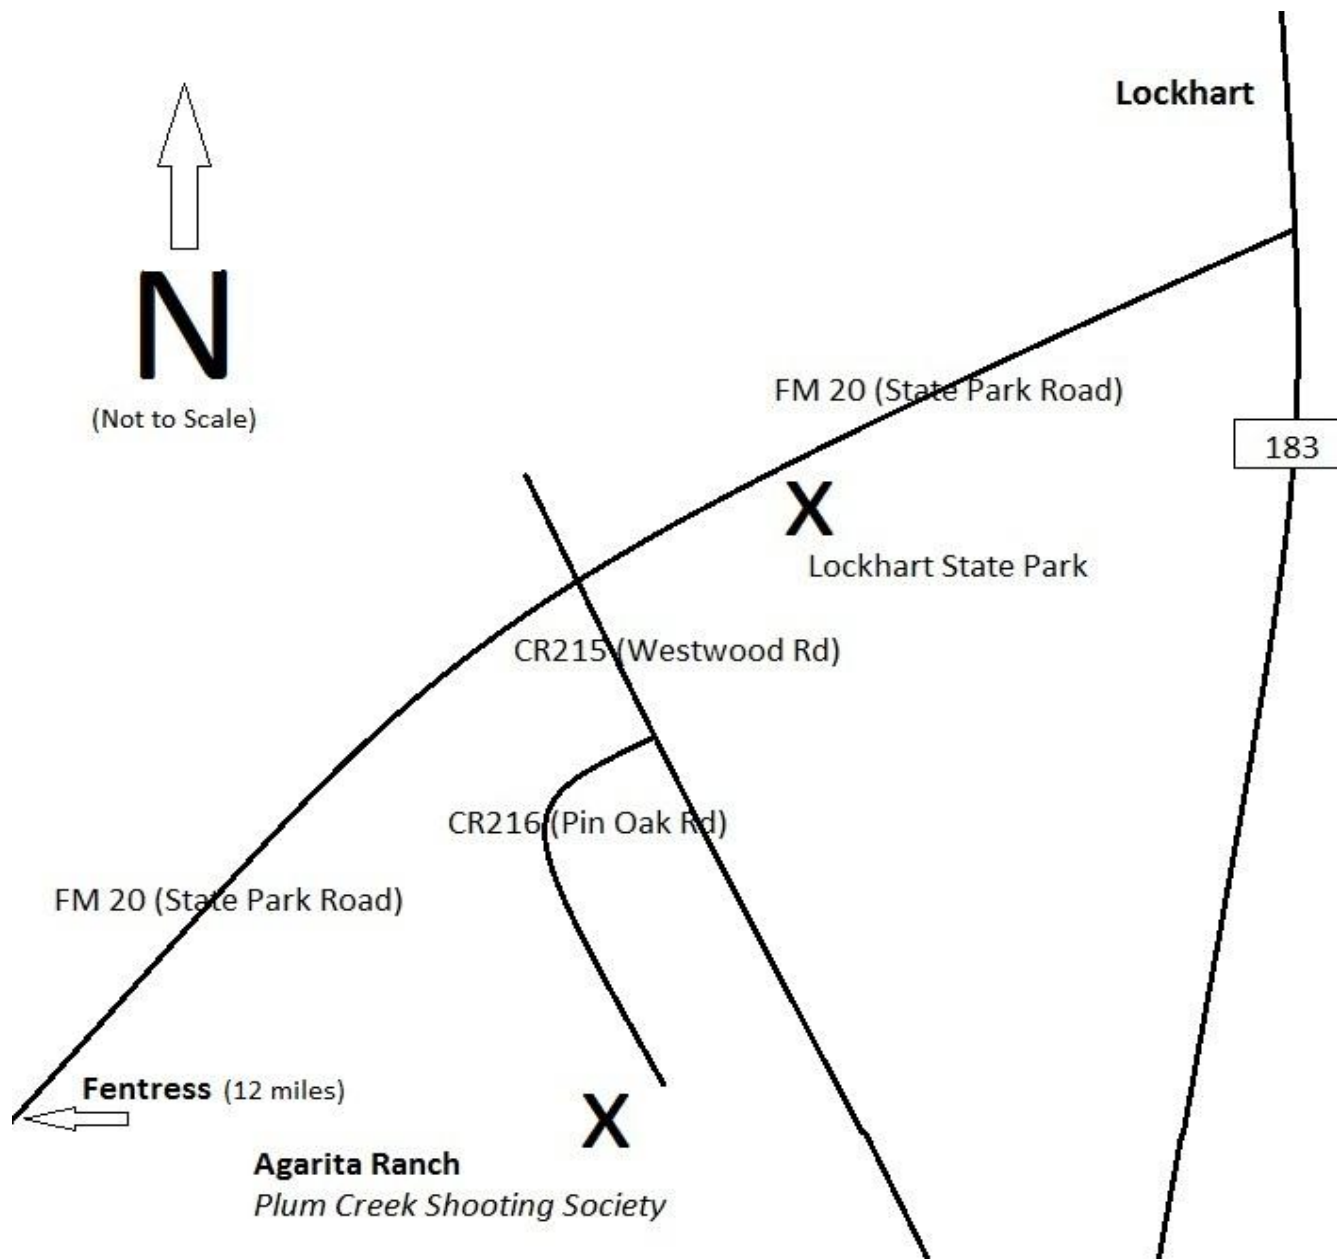 Lockhart
N
(Not to Scale)
FM 20 (State Park Road)
183
X
Lockhart State Park
CR215 (Westwood Rd)
CR216 (Pin Oak Rd)
FM 20 (State Park Road)
Fentress (12 miles)
X
Agarita Ranch
Plum Creek Shooting Society